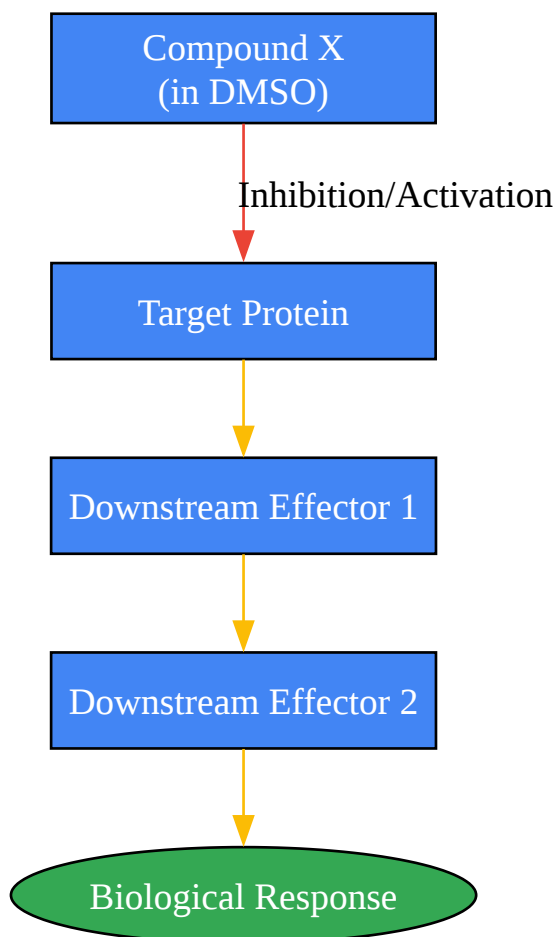 Compound X
(in DMSO)
Inhibition/Activation
Target Protein
Downstream Effector 1
Downstream Effector 2
Biological Response